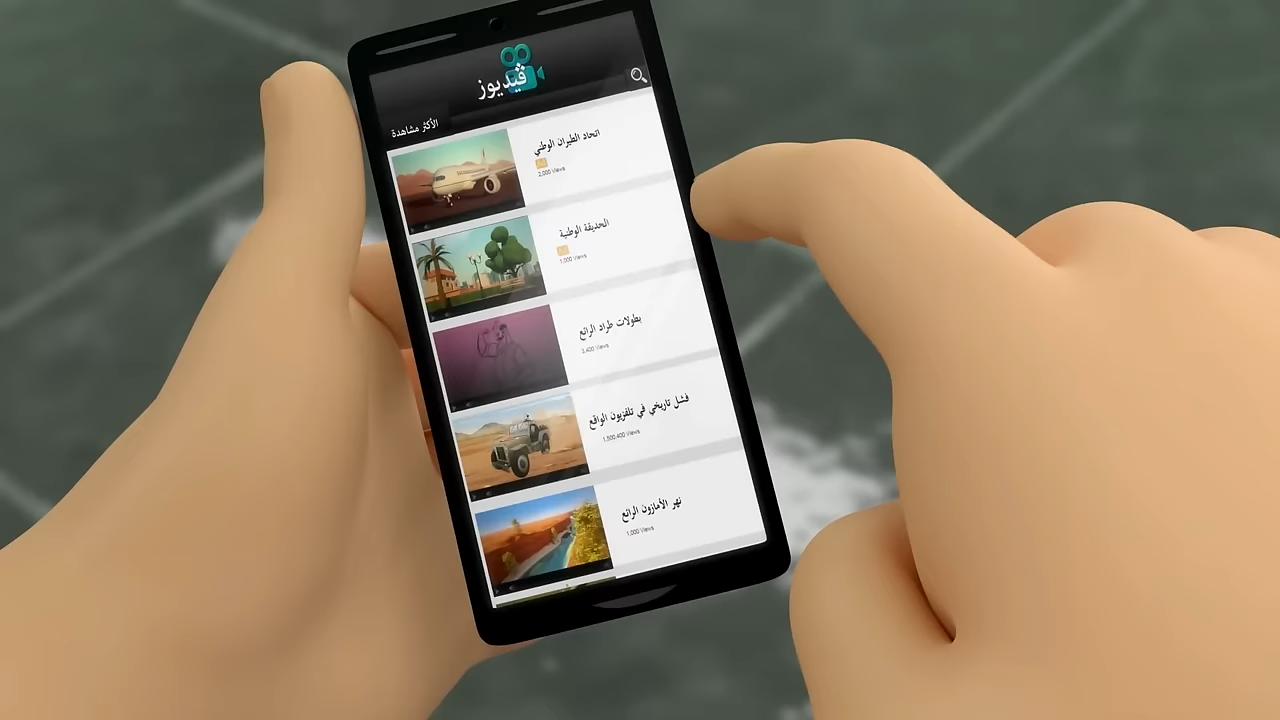 ڤيديوز
الأكثر مشاهدة
اتحاد الطيران الوطني
2,000 Views
الحديقة الوطنية
1,000 Views
بطولات طراد الرائع
3,400 Views
فشل تاريخي في تلفزيون الواقع
1,500,400 Views
نهر الأمازون الرائع
1,000 Views